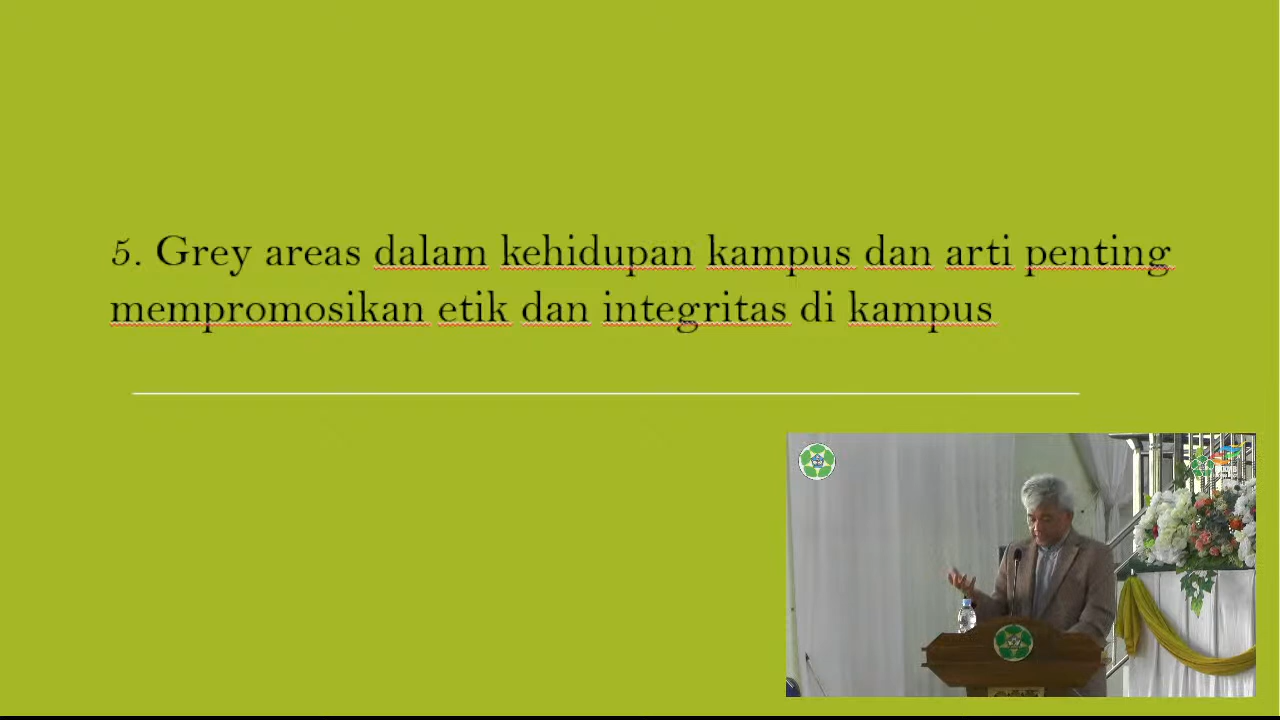 5. Grey areas dalam kehidupan kampus dan arti penting
mempromosikan etik dan integritas di kampus